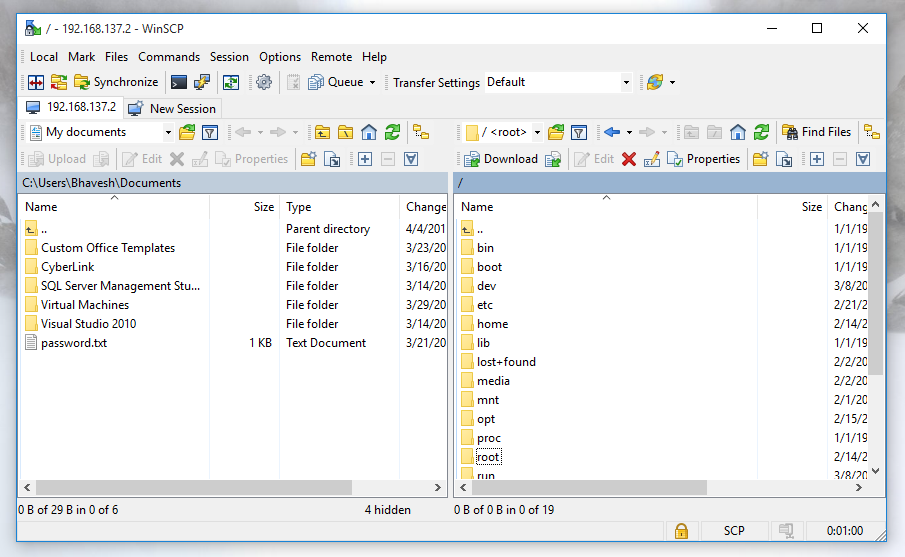 / - 192.168.137.2 - WinSCP
Local Mark Files Commands Session Options Remote Help
Synchronize Queue Transfer Settings Default
192.168.137.2 New Session
My documents / <root> Find Files
Upload Edit Properties Download Edit Properties
C:\Users\Bhavesh\Documents /
Name Size Type Change Name Size Chang
.. Parent directory 4/4/201 .. 1/1/19
Custom Office Templates File folder 3/23/20 bin 1/1/19
CyberLink File folder 3/16/20 boot 1/1/19
SQL Server Management Stu... File folder 3/14/20 dev 3/8/20
Virtual Machines File folder 3/29/20 etc 2/21/2
Visual Studio 2010 File folder 3/14/20 home 2/14/2
password.txt 1 KB Text Document 3/21/20 lib 1/1/19
lost+found 2/2/20
media 2/2/20
mnt 2/1/20
opt 2/15/2
proc 1/1/19
root 2/14/2
run 3/8/20
0 B of 29 B in 0 of 6 4 hidden 0 B of 0 B in 0 of 19
SCP 0:01:00